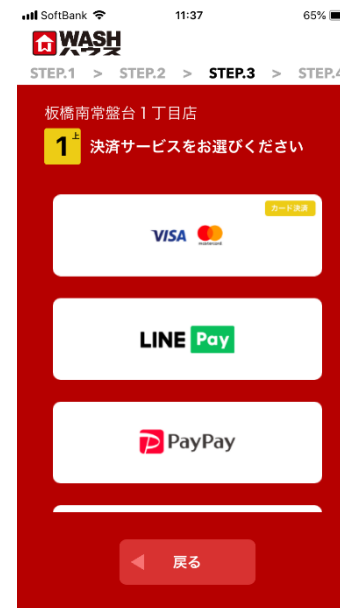 SoftBank 11:37 65%
WASH
ハウス
STEP.1 > STEP.2 > STEP.3 > STEP.4
板橋南常盤台1丁目店
1上 決済サービスをお選びください
カード決済
VISA mastercard
LINE Pay
PayPay
戻る